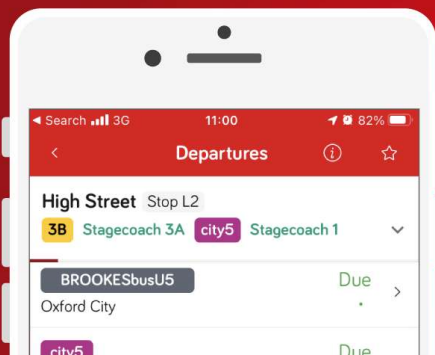 Search 3G 11:00 82%
Departures
High Street Stop L2
3B Stagecoach 3A city5 Stagecoach 1
BROOKESbusU5 Due
Oxford City
city5 Due